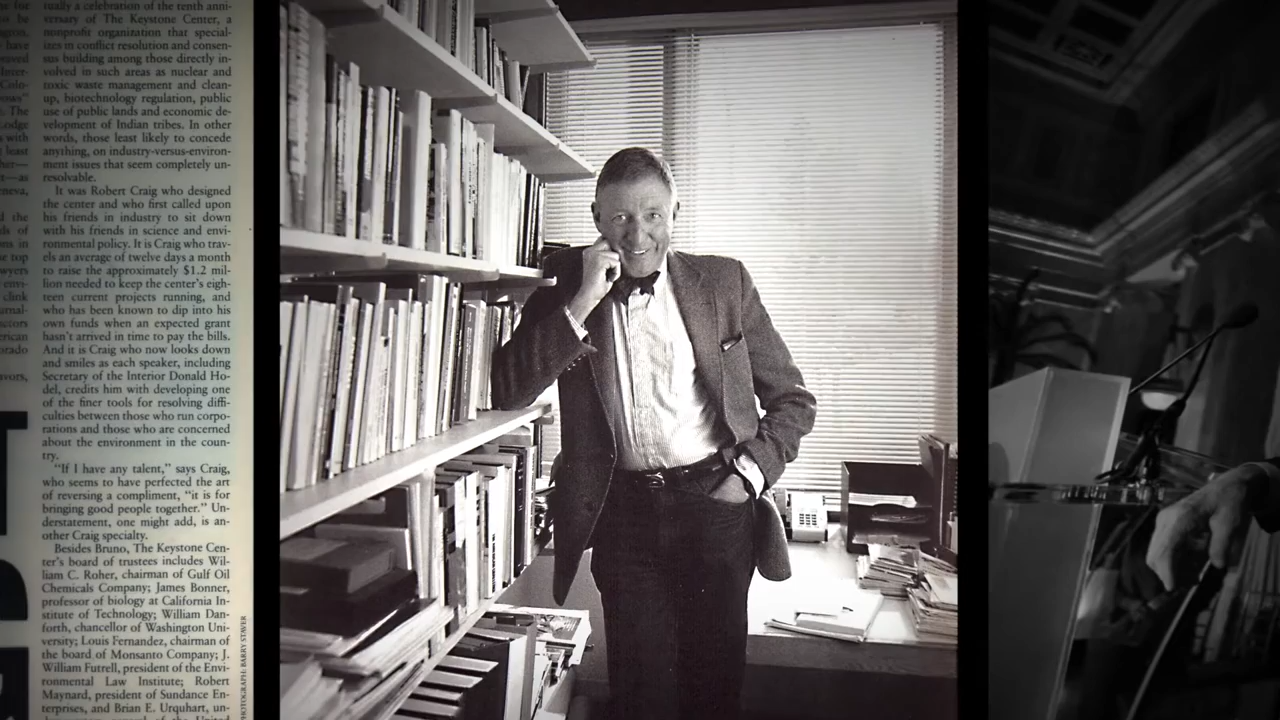 ually a celebration of the tenth anni-
versary of The Keystone Center, a
nonprofit organization that special-
izes in conflict resolution and consen-
sus building among those directly in-
volved in such areas as nuclear and
toxic waste management and clean-
up, biotechnology regulation, public
use of public lands and economic de-
velopment of Indian tribes. In other
words, those least likely to concede
anything, on industry-versus-environ-
ment issues that seem completely un-
resolvable.
It was Robert Craig who designed
the center and who first called upon
his friends in industry to sit down
with his friends in science and envi-
ronmental policy. It is Craig who trav-
els an average of twelve days a month
to raise the approximately $1.2 mil-
lion needed to keep the center's eigh-
teen current projects running, and
who has been known to dip into his
own funds when an expected grant
hasn't arrived in time to pay the bills.
And it is Craig who now looks down
and smiles as each speaker, including
Secretary of the Interior Donald Ho-
del, credits him with developing one
of the finer tools for resolving diffi-
culties between those who run corpo-
rations and those who are concerned
about the environment in the coun-
try.
"If I have any talent," says Craig,
who seems to have perfected the art
of reversing a compliment, "it is for
bringing good people together." Un-
derstatement, one might add, is an-
other Craig specialty.
Besides Bruno, The Keystone Cen-
ter's board of trustees includes Wil-
liam C. Roher, chairman of Gulf Oil
Chemicals Company; James Bonner,
professor of biology at California In-
stitute of Technology; William Dan-
forth, chancellor of Washington Uni-
versity; Louis Fernandez, chairman of
the board of Monsanto Company; J.
William Futrell, president of the Envi-
ronmental Law Institute; Robert
Maynard, president of Sundance En-
terprises, and Brian E. Urquhart, un-
PHOTOGRAPH: BARRY STAVER